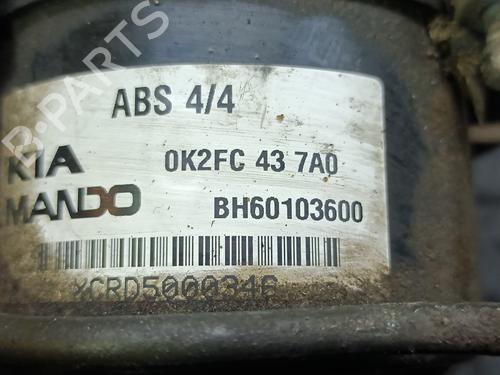 B-PARTS
ABS 4/4
KIA
0K2FC 43 7A0
MANDO
BH60103600
XCRD5000346